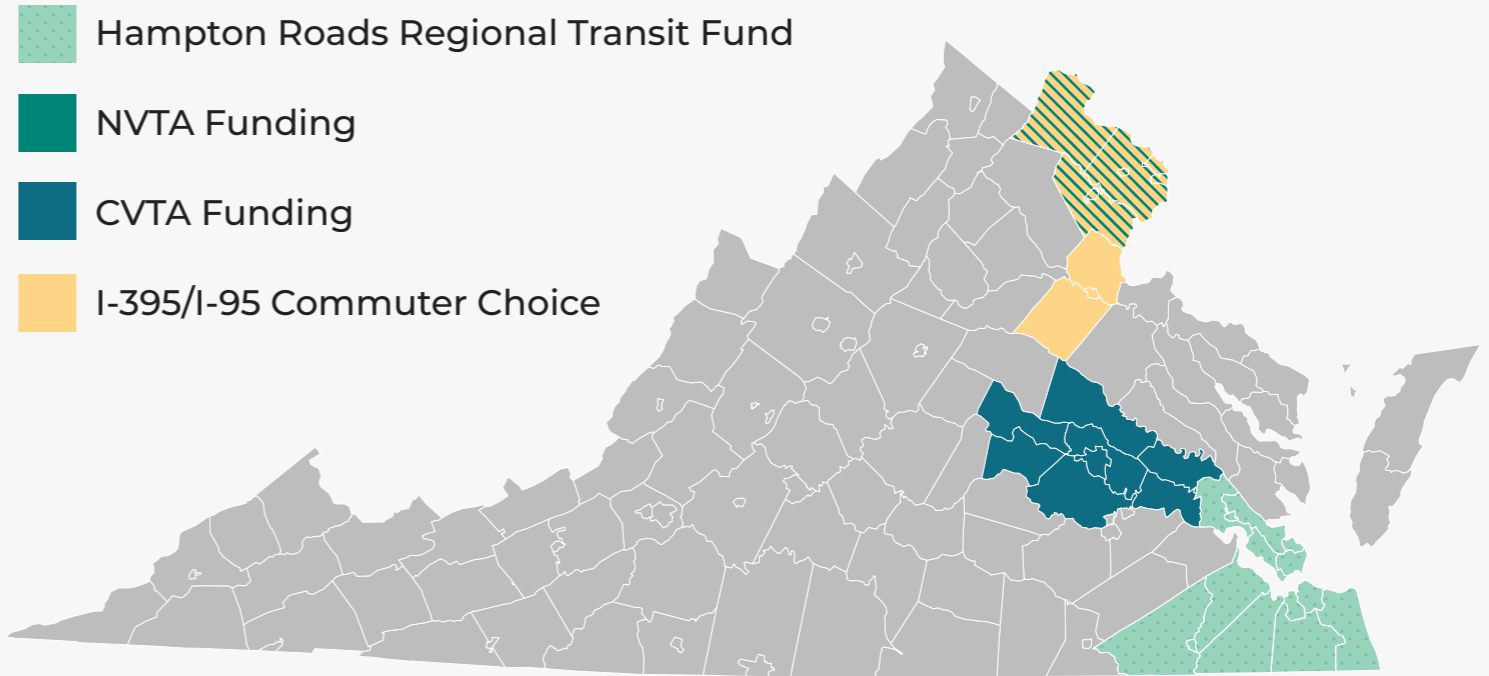 Hampton Roads Regional Transit Fund
NVTA Funding
CVTA Funding
I-395/I-95 Commuter Choice